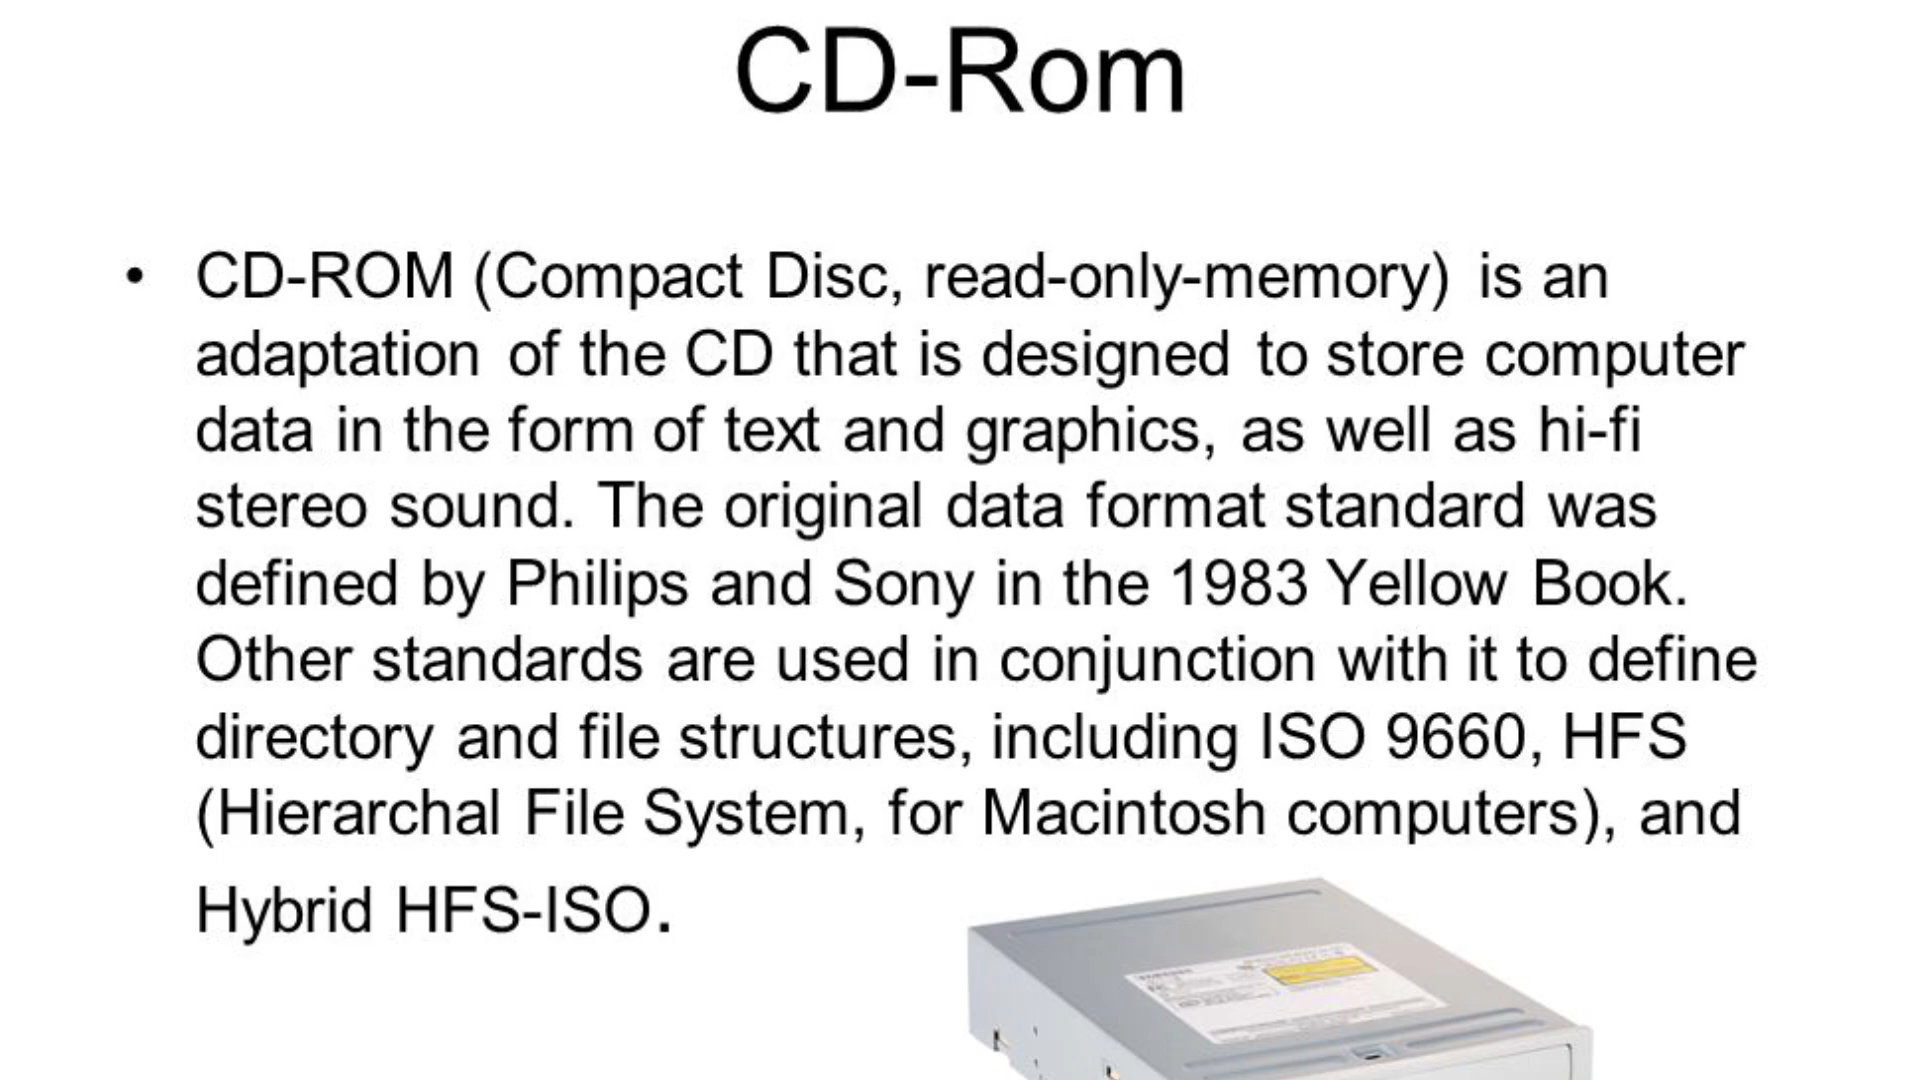 CD-Rom
• CD-ROM (Compact Disc, read-only-memory) is an
adaptation of the CD that is designed to store computer
data in the form of text and graphics, as well as hi-fi
stereo sound. The original data format standard was
defined by Philips and Sony in the 1983 Yellow Book.
Other standards are used in conjunction with it to define
directory and file structures, including ISO 9660, HFS
(Hierarchal File System, for Macintosh computers), and
Hybrid HFS-ISO.